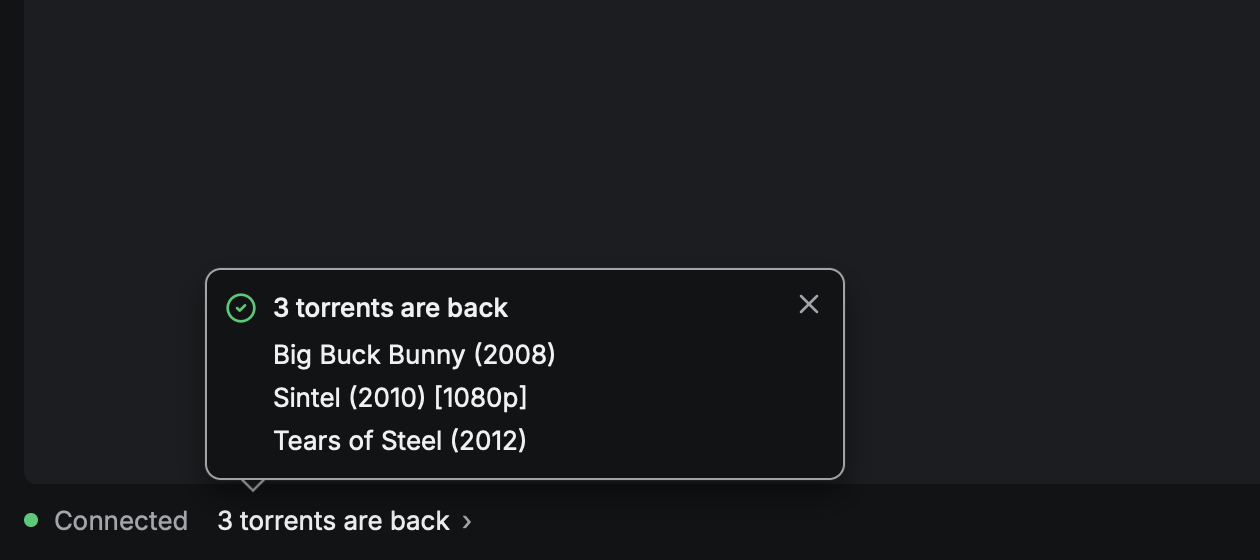 3 torrents are back
Big Buck Bunny (2008)
Sintel (2010) [1080p]
Tears of Steel (2012)
Connected 3 torrents are back ›